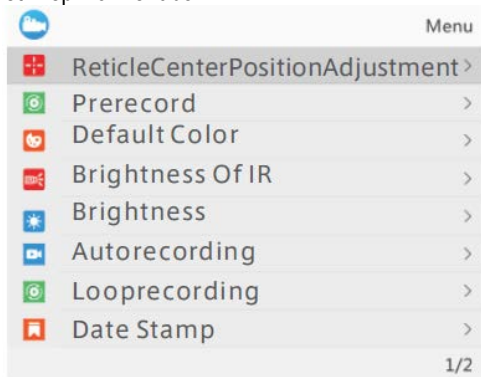 Menu
ReticleCenterPositionAdjustment
Prerecord
Default Color
Brightness Of IR
Brightness
Autorecording
Looprecording
Date Stamp
1/2